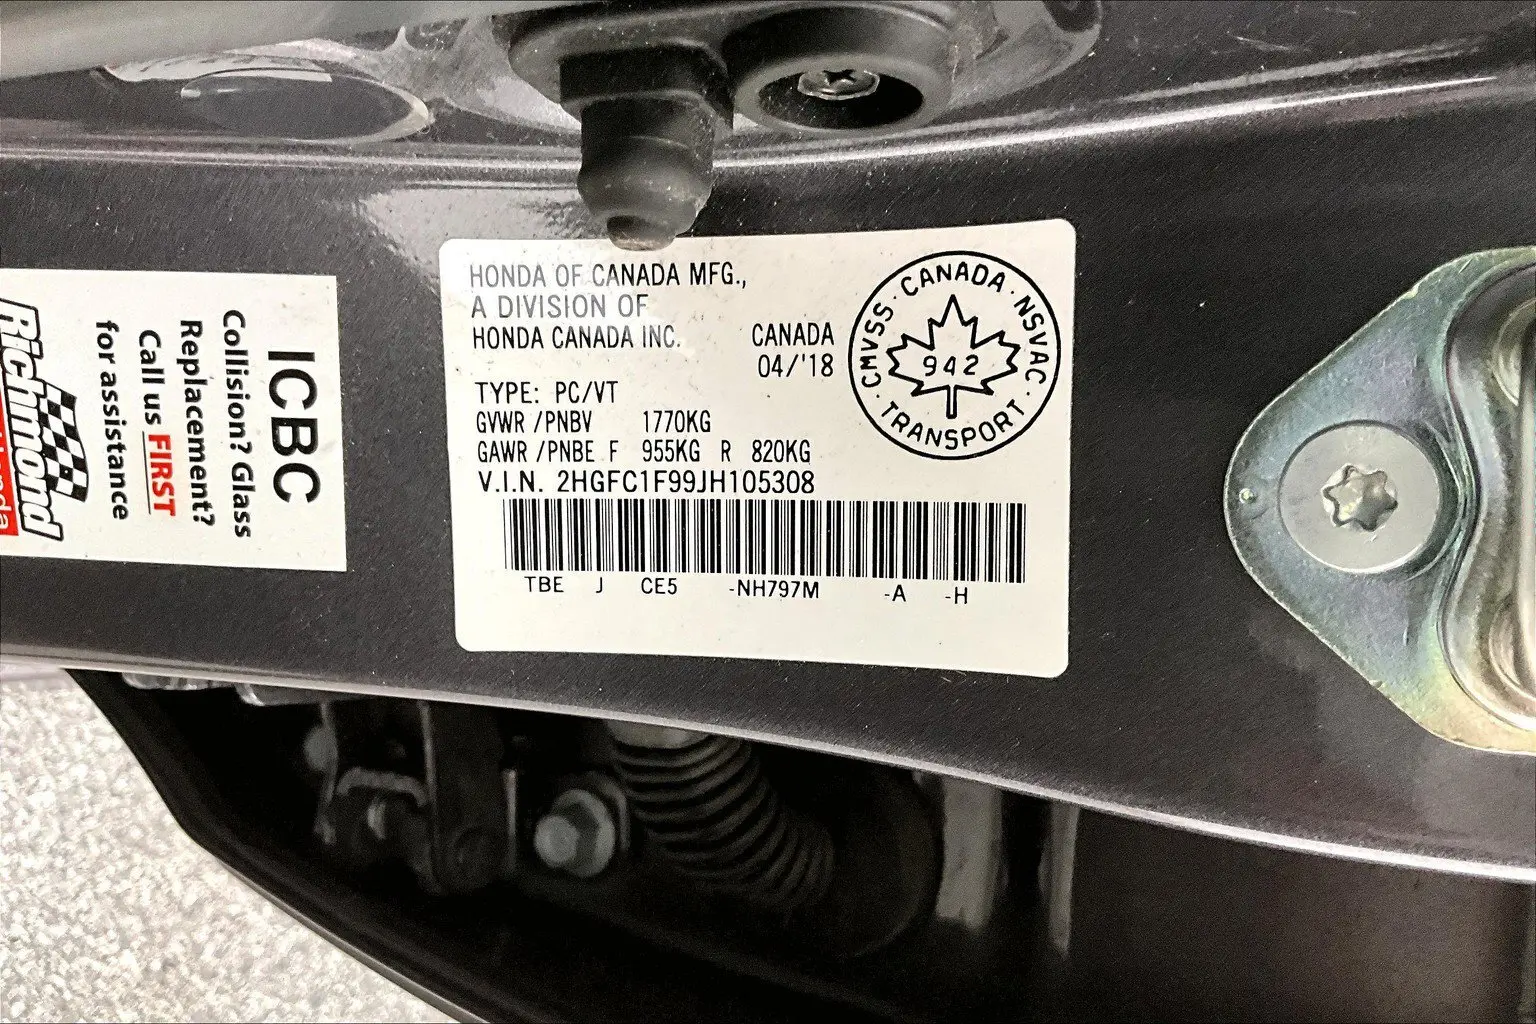 HONDA OF CANADA MFG.,
A DIVISION OF
HONDA CANADA INC.
CANADA
04/'18
CMVSS · CANADA · NSVAC · TRANSPORT ·
942
TYPE: PC/VT
GVWR /PNBV 1770KG
GAWR /PNBE F 955KG R 820KG
V.I.N. 2HGFC1F99JH105308
TBE J CE5 -NH797M -A -H
ICBC
Collision? Glass
Replacement?
Call us FIRST
for assistance
Richmond